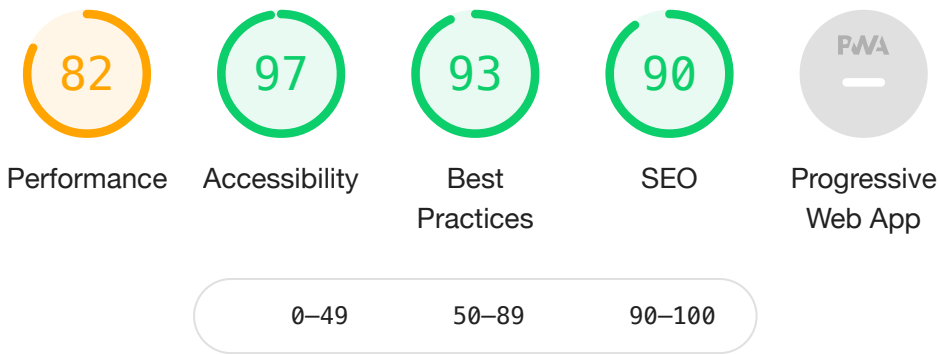 82
97
93
90
PWA
Performance
Accessibility
Best
Practices
SEO
Progressive
Web App
0–49
50–89
90–100